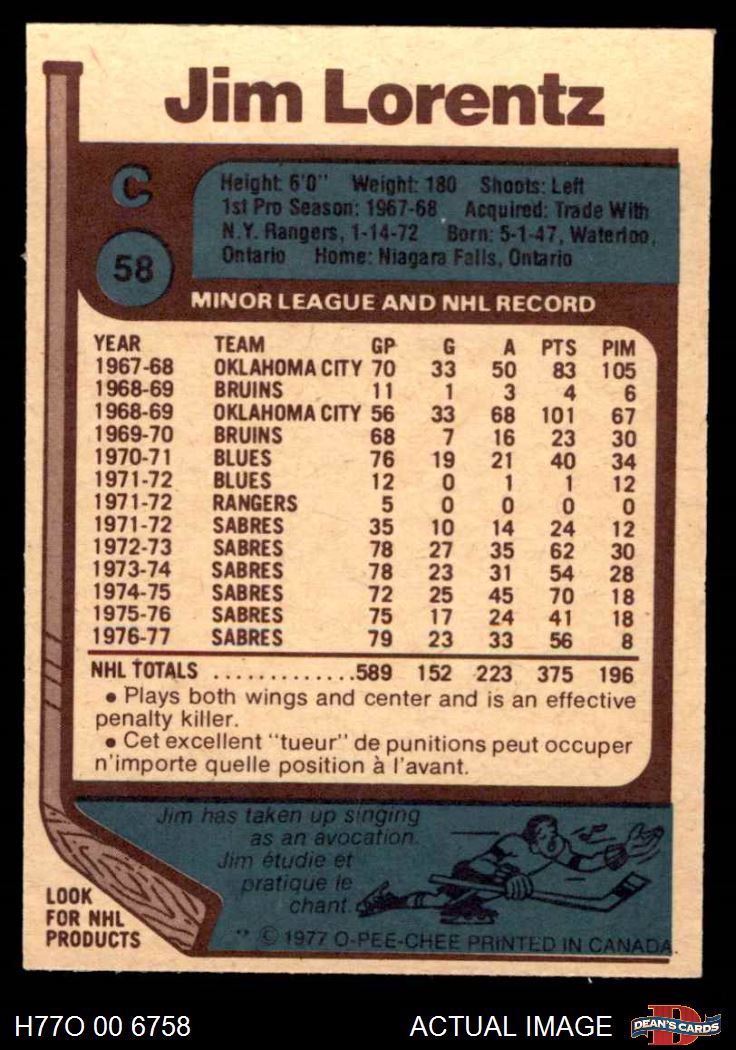 Jim Lorentz
C
58
Height: 6'0" Weight: 180 Shoots: Left
1st Pro Season: 1967-68 Acquired: Trade With
N.Y. Rangers, 1-14-72 Born: 5-1-47, Waterloo,
Ontario Home: Niagara Falls, Ontario
MINOR LEAGUE AND NHL RECORD
YEAR TEAM GP G A PTS PIM
1967-68 OKLAHOMA CITY 70 33 50 83 105
1968-69 BRUINS 11 1 3 4 6
1968-69 OKLAHOMA CITY 56 33 68 101 67
1969-70 BRUINS 68 7 16 23 30
1970-71 BLUES 76 19 21 40 34
1971-72 BLUES 12 0 1 1 12
1971-72 RANGERS 5 0 0 0 0
1971-72 SABRES 35 10 14 24 12
1972-73 SABRES 78 27 35 62 30
1973-74 SABRES 78 23 31 54 28
1974-75 SABRES 72 25 45 70 18
1975-76 SABRES 75 17 24 41 18
1976-77 SABRES 79 23 33 56 8
NHL TOTALS ............589 152 223 375 196
• Plays both wings and center and is an effective
penalty killer.
• Cet excellent "tueur" de punitions peut occuper
n'importe quelle position à l'avant.
Jim has taken up singing
as an avocation.
Jim étudie et
pratique le
chant.
LOOK
FOR NHL
PRODUCTS
** © 1977 O-PEE-CHEE PRINTED IN CANADA
H77O 00 6758
ACTUAL IMAGE
D
DEAN'S CARDS